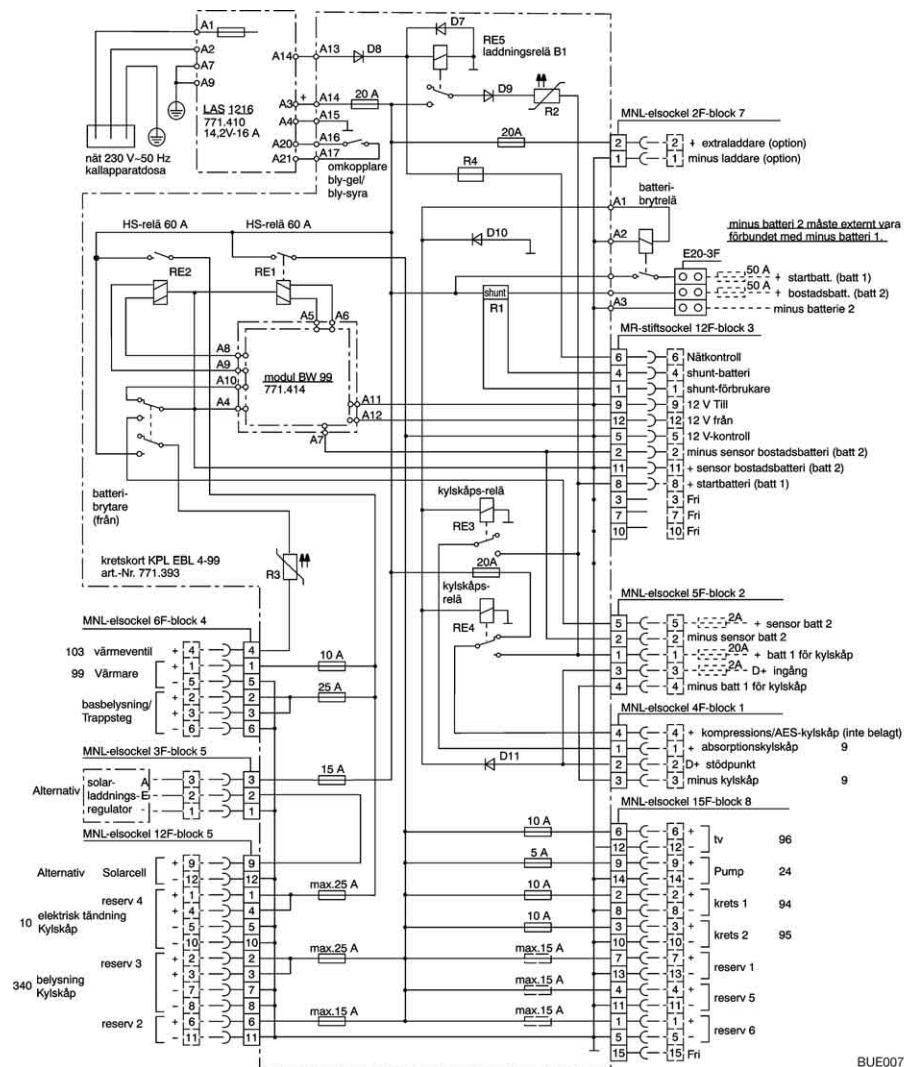 A1
A2
A7
A9
A14
A13
D8
D7
RE5
laddningsrelä B1
D9
R2
LAS 1216
771.410
14,2V-16 A
A3
+
A14
20 A
A4
A15
A20
A16
A21
A17
omkopplare
bly-gel/
bly-syra
nät 230 V~50 Hz
kallapparatdosa
20A
R4
MNL-elsockel 2F-block 7
2 2 + extraladdare (option)
1 1 minus laddare (option)
batteri-
brytrelä
A1
A2
minus batteri 2 måste externt vara
förbundet med minus batteri 1.
E20-3F
50 A + startbatt. (batt 1)
50 A + bostadsbatt. (batt 2)
A3
minus batterie 2
D10
shunt
R1
HS-relä 60 A
HS-relä 60 A
RE2
RE1
A5
A6
A8
A9
A10
A4
modul BW 99
771.414
A11
A12
A7
MR-stiftsockel 12F-block 3
6 6 Nätkontroll
4 4 shunt-batteri
1 1 shunt-förbrukare
9 9 12 V Till
12 12 12 V från
5 5 12 V-kontroll
2 2 minus sensor bostadsbatteri (batt 2)
11 11 + sensor bostadsbatteri (batt 2)
8 8 + startbatteri (batt 1)
3 3 Fri
7 7 Fri
10 10 Fri
batteri-
brytare
(från)
kretskort KPL EBL 4-99
art.-Nr. 771.393
R3
kylskåps-relä
RE3
20A
kylskåps-
relä
RE4
MNL-elsockel 5F-block 2
5 5 2A + sensor batt 2
2 2 minus sensor batt 2
1 1 20A + batt 1 för kylskåp
3 3 2A D+ ingång
4 4 minus batt 1 för kylskåp
MNL-elsockel 4F-block 1
4 4 + kompressions/AES-kylskåp (inte belagt)
1 1 + absorptionskylskåp 9
2 2 D+ stödpunkt
3 3 minus kylskåp 9
D11
MNL-elsockel 6F-block 4
103 värmeventil + 4 4
99 Värmare + 1 1 10 A
- 5 5
basbelysning/
Trappsteg
+ 2 2 25 A
+ 3 3
- 6 6
MNL-elsockel 3F-block 5
Alternativ
solar-
laddnings-
regulator
A 3 3 15 A
E 2 2
- 1 1
MNL-elsockel 12F-block 5
Alternativ Solarcell + 9 9
- 12 12
reserv 4 + 1 1 max.25 A
10 elektrisk tändning
Kylskåp
+ 4 4
- 5 5
- 10 10
reserv 3 + 2 2 max.25 A
340 belysning
Kylskåp
+ 3 3
- 7 7
- 8 8
reserv 2 + 6 6 max.15 A
- 11 11
MNL-elsockel 15F-block 8
10 A 6 6 + tv 96
12 12 -
5 A 9 9 + Pump 24
14 14 -
10 A 2 2 + krets 1 94
8 8 -
10 A 3 3 + krets 2 95
10 10 -
max.15 A 7 7 + reserv 1
13 13 -
max.15 A 4 4 + reserv 5
11 11 -
max.15 A 1 1 + reserv 6
5 5 -
15 15 Fri
BUE007